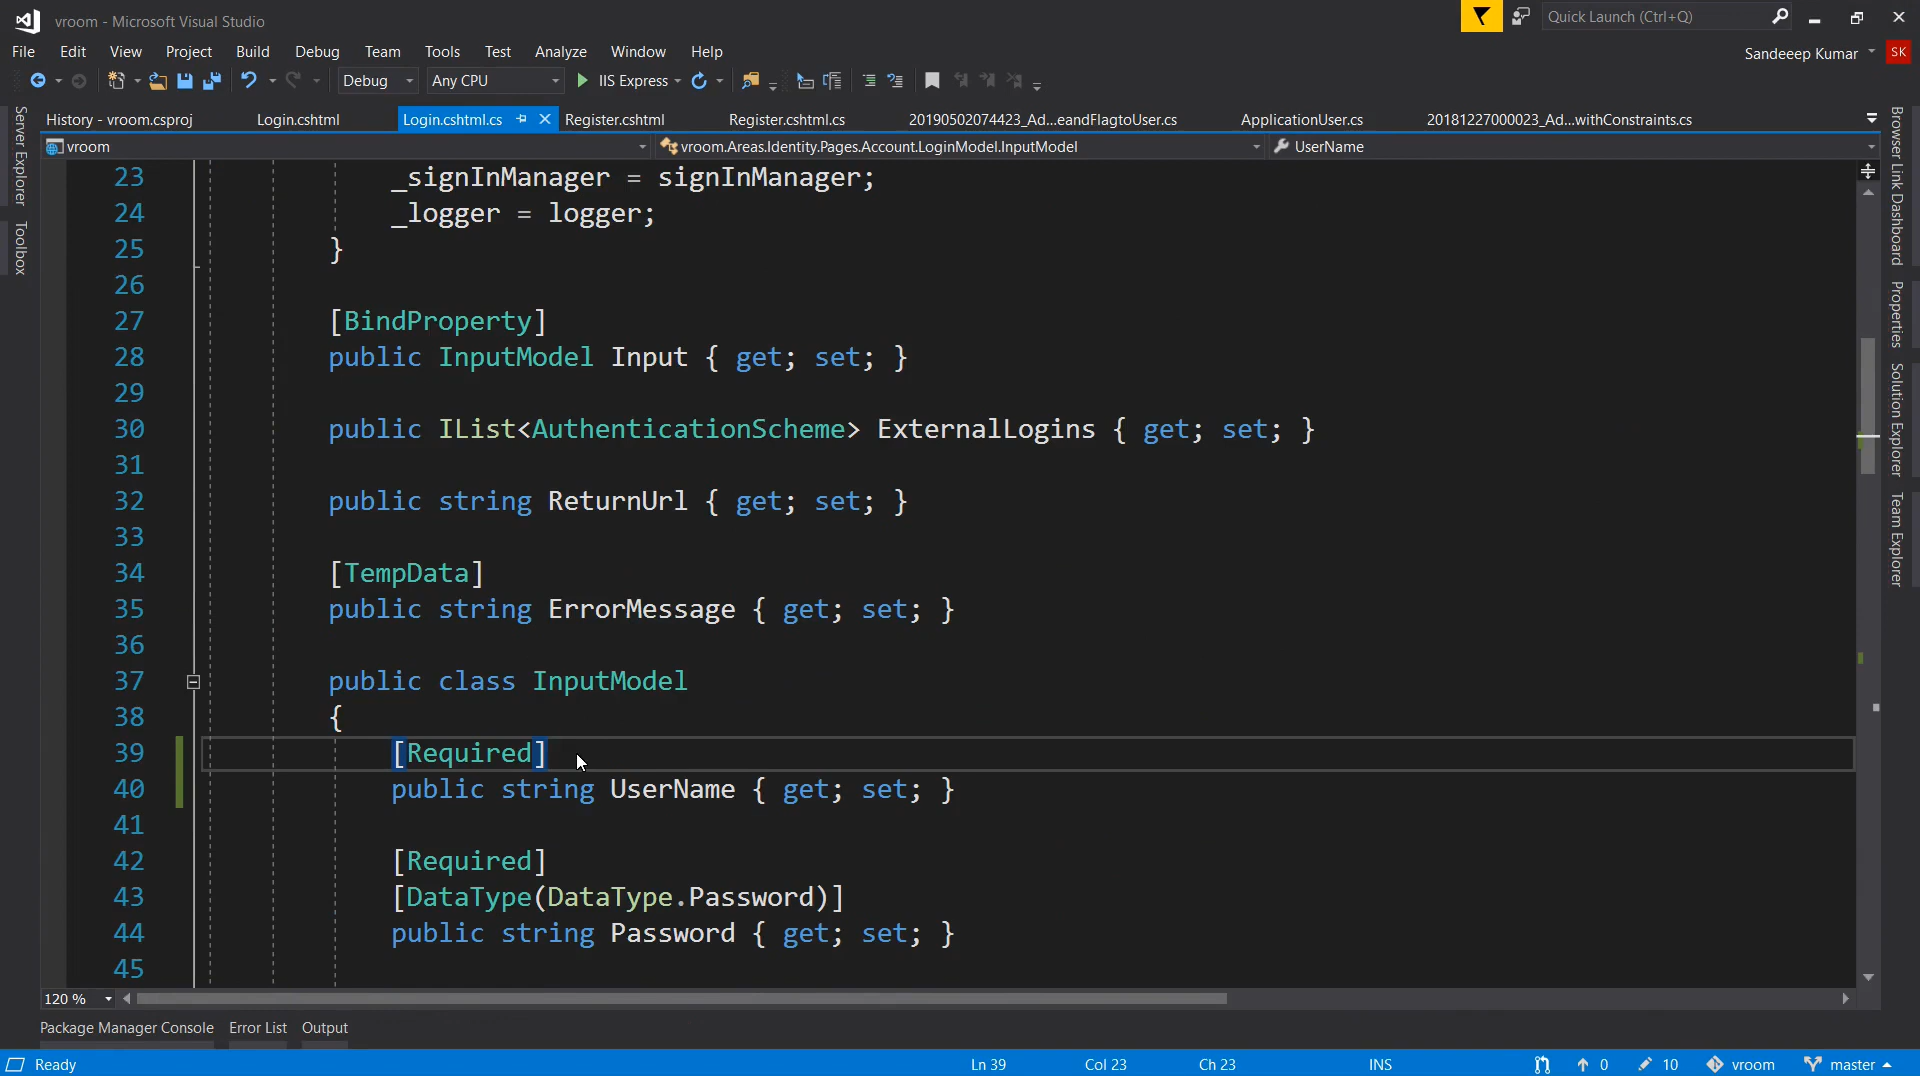 vroom - Microsoft Visual Studio
Quick Launch (Ctrl+Q)
File Edit View Project Build Debug Team Tools Test Analyze Window Help
Sandeeep Kumar SK
Debug Any CPU IIS Express
History - vroom.csproj Login.cshtml Login.cshtml.cs Register.cshtml Register.cshtml.cs 20190502074423_Ad...eandFlagtoUser.cs ApplicationUser.cs 20181227000023_Ad...withConstraints.cs
vroom vroom.Areas.Identity.Pages.Account.LoginModel.InputModel UserName
Server Explorer
Toolbox
23 _signInManager = signInManager;
24 _logger = logger;
25 }
26
27 [BindProperty]
28 public InputModel Input { get; set; }
29
30 public IList<AuthenticationScheme> ExternalLogins { get; set; }
31
32 public string ReturnUrl { get; set; }
33
34 [TempData]
35 public string ErrorMessage { get; set; }
36
37 public class InputModel
38 {
39 [Required]
40 public string UserName { get; set; }
41
42 [Required]
43 [DataType(DataType.Password)]
44 public string Password { get; set; }
45
Browser Link Dashboard
Properties
Solution Explorer
Team Explorer
120 %
Package Manager Console Error List Output
Ready Ln 39 Col 23 Ch 23 INS 0 10 vroom master